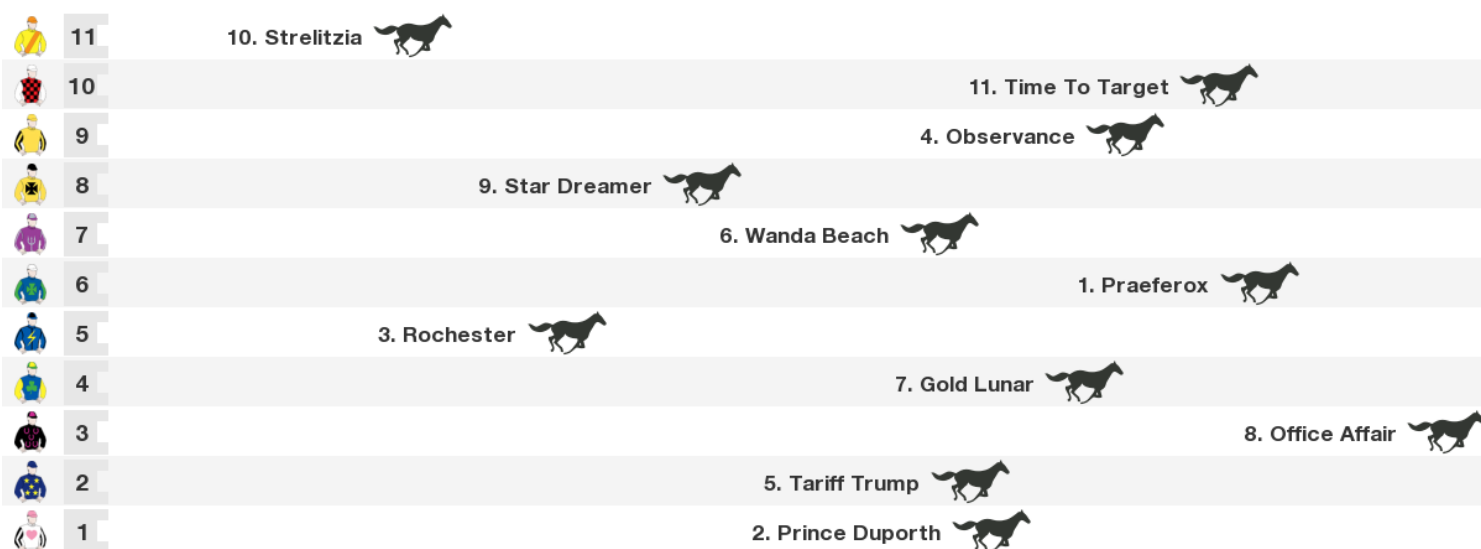 11 10. Strelitzia
10 11. Time To Target
9 4. Observance
8 9. Star Dreamer
7 6. Wanda Beach
6 1. Praeferox
5 3. Rochester
4 7. Gold Lunar
3 8. Office Affair
2 5. Tariff Trump
1 2. Prince Duporth